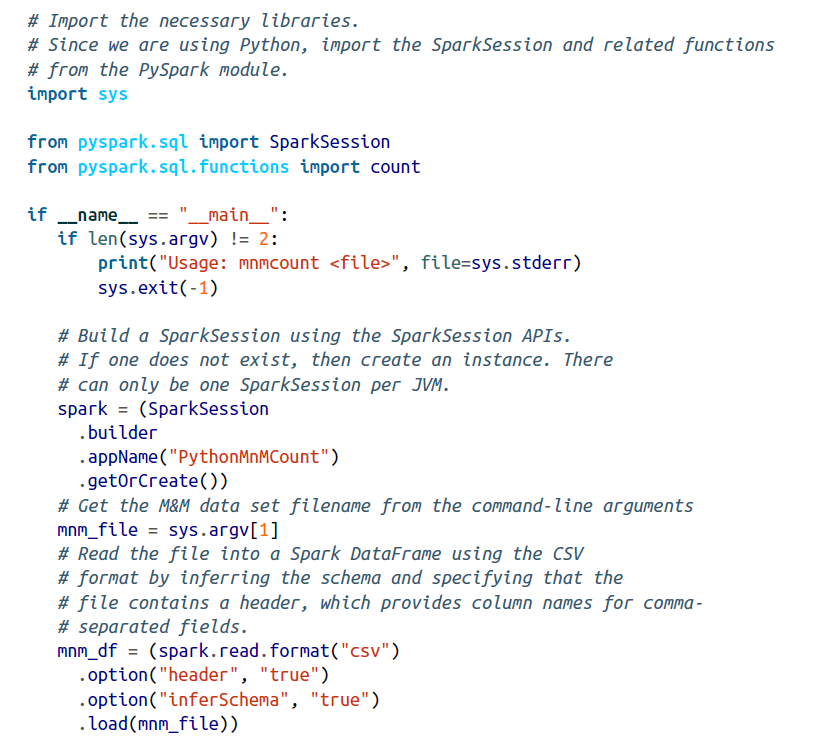 # Import the necessary libraries.
# Since we are using Python, import the SparkSession and related functions
# from the PySpark module.
import sys

from pyspark.sql import SparkSession
from pyspark.sql.functions import count

if __name__ == "__main__":
   if len(sys.argv) != 2:
       print("Usage: mnmcount <file>", file=sys.stderr)
       sys.exit(-1)

   # Build a SparkSession using the SparkSession APIs.
   # If one does not exist, then create an instance. There
   # can only be one SparkSession per JVM.
   spark = (SparkSession
     .builder
     .appName("PythonMnMCount")
     .getOrCreate())
   # Get the M&M data set filename from the command-line arguments
   mnm_file = sys.argv[1]
   # Read the file into a Spark DataFrame using the CSV
   # format by inferring the schema and specifying that the
   # file contains a header, which provides column names for comma-
   # separated fields.
   mnm_df = (spark.read.format("csv")
     .option("header", "true")
     .option("inferSchema", "true")
     .load(mnm_file))